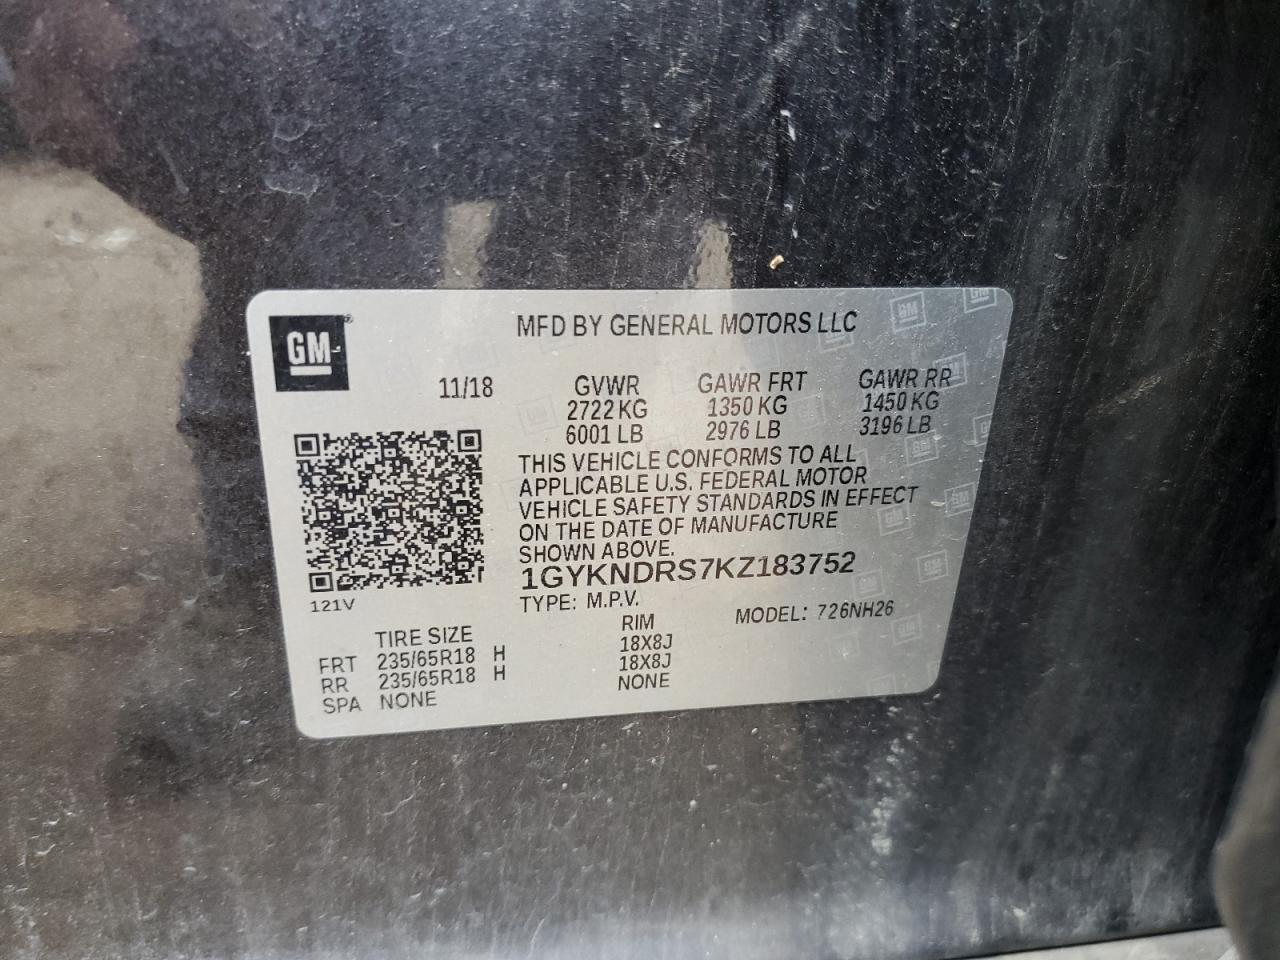 GM
MFD BY GENERAL MOTORS LLC
11/18 GVWR GAWR FRT GAWR RR
2722 KG 1350 KG 1450 KG
6001 LB 2976 LB 3196 LB
THIS VEHICLE CONFORMS TO ALL
APPLICABLE U.S. FEDERAL MOTOR
VEHICLE SAFETY STANDARDS IN EFFECT
ON THE DATE OF MANUFACTURE
SHOWN ABOVE.
1GYKNDRS7KZ183752
121V
TYPE: M.P.V. MODEL: 726NH26
TIRE SIZE RIM
FRT 235/65R18 H 18X8J
RR 235/65R18 H 18X8J
SPA NONE NONE